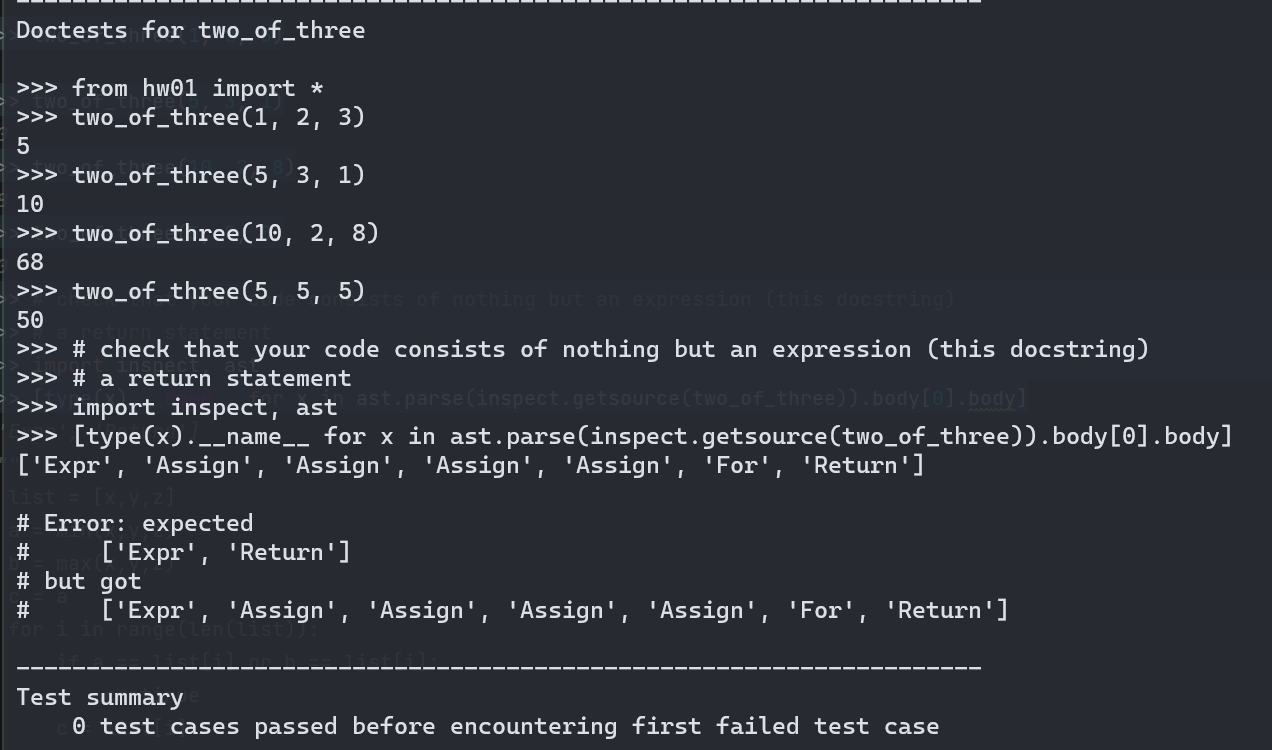 ---------------------------------------------------------------------
Doctests for two_of_three

>>> from hw01 import *
>>> two_of_three(1, 2, 3)
5
>>> two_of_three(5, 3, 1)
10
>>> two_of_three(10, 2, 8)
68
>>> two_of_three(5, 5, 5)
50
>>> # check that your code consists of nothing but an expression (this docstring)
>>> # a return statement
>>> import inspect, ast
>>> [type(x).__name__ for x in ast.parse(inspect.getsource(two_of_three)).body[0].body]
['Expr', 'Assign', 'Assign', 'Assign', 'Assign', 'For', 'Return']

# Error: expected
#     ['Expr', 'Return']
# but got
#     ['Expr', 'Assign', 'Assign', 'Assign', 'Assign', 'For', 'Return']

---------------------------------------------------------------------
Test summary
    0 test cases passed before encountering first failed test case